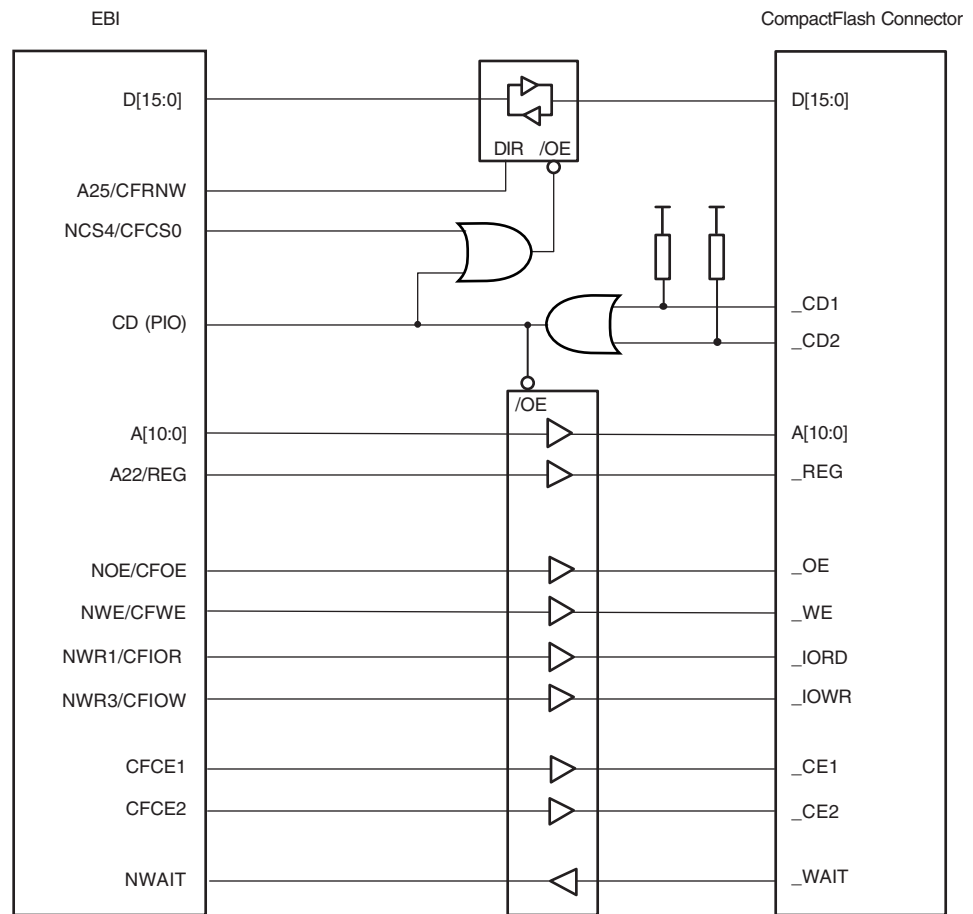 EBI
CompactFlash Connector
D[15:0]
D[15:0]
DIR /OE
A25/CFRNW
NCS4/CFCS0
_CD1
CD (PIO)
_CD2
/OE
A[10:0]
A[10:0]
A22/REG
_REG
NOE/CFOE
_OE
NWE/CFWE
_WE
NWR1/CFIOR
_IORD
NWR3/CFIOW
_IOWR
CFCE1
_CE1
CFCE2
_CE2
NWAIT
_WAIT